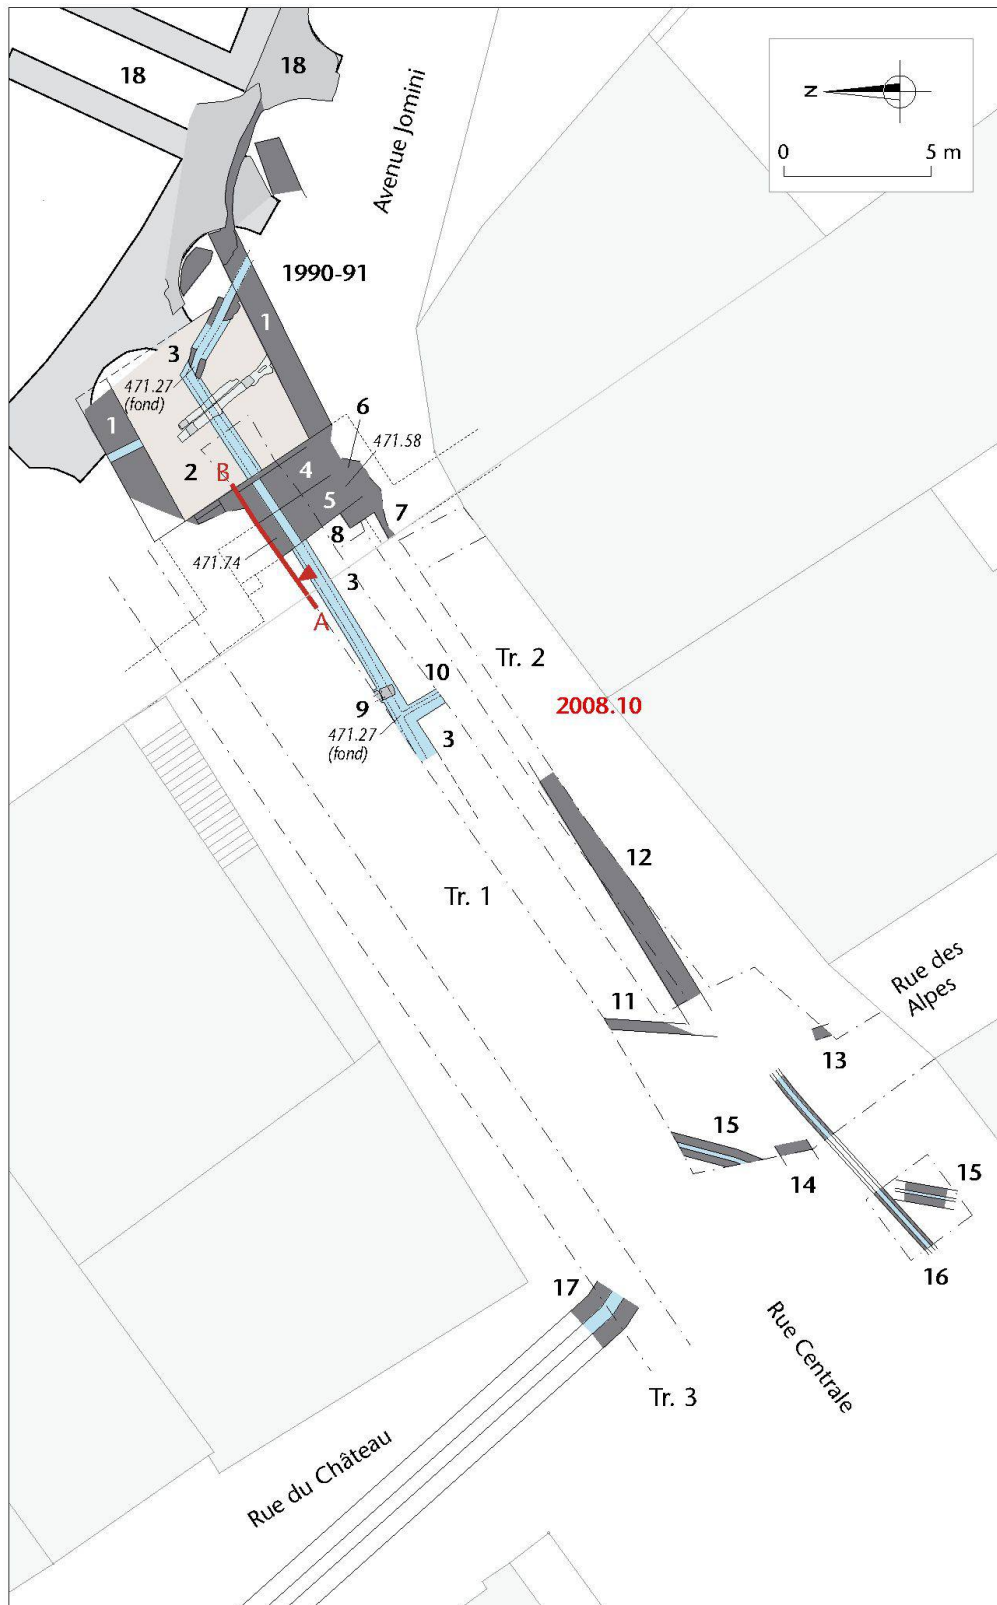 18
18
Avenue Jomini
N
0 5 m
1990-91
1
3
471.27
(fond)
1
6
471.58
2
B
4
5
7
8
471.74
3
A
Tr. 2
10
2008.10
9
471.27
(fond)
3
12
Tr. 1
Rue des
Alpes
11
13
15
14
15
16
17
Rue Centrale
Tr. 3
Rue du Château